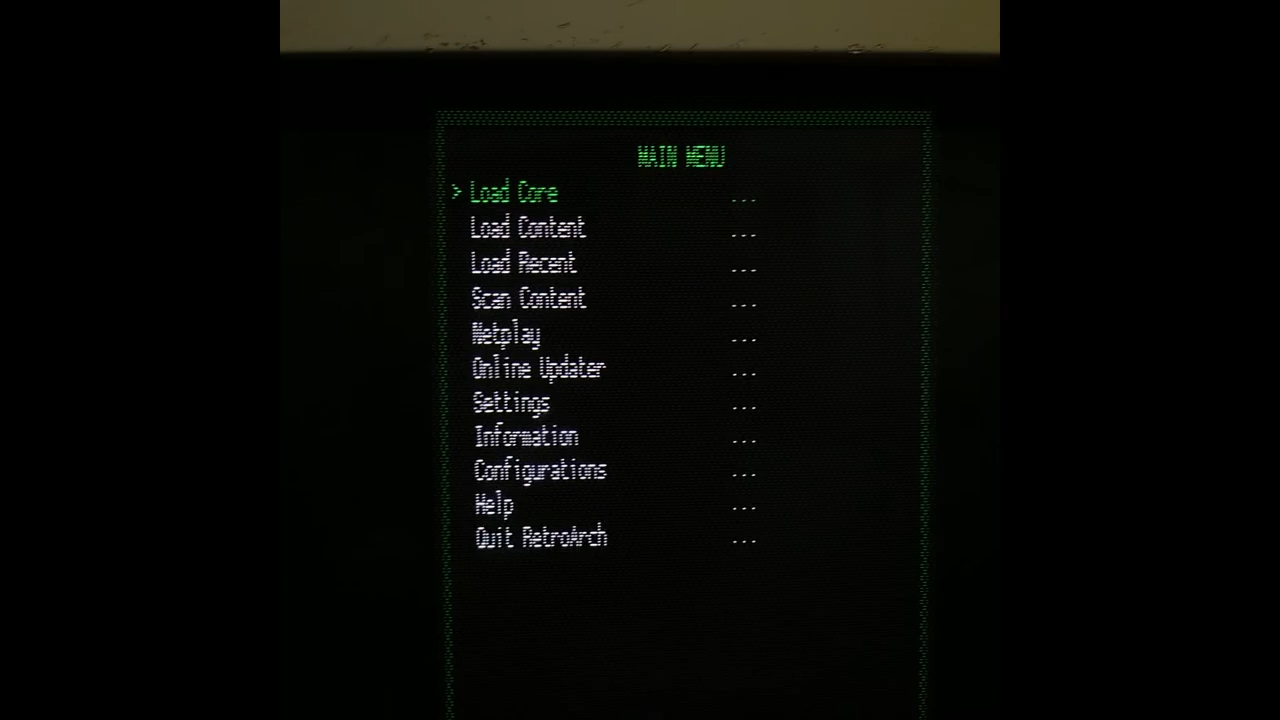 MAIN MENU
> Load Core ...
Load Content ...
Load Recent ...
Scan Content ...
Netplay ...
Online Updater ...
Settings ...
Information ...
Configurations ...
Help ...
Quit RetroArch ...